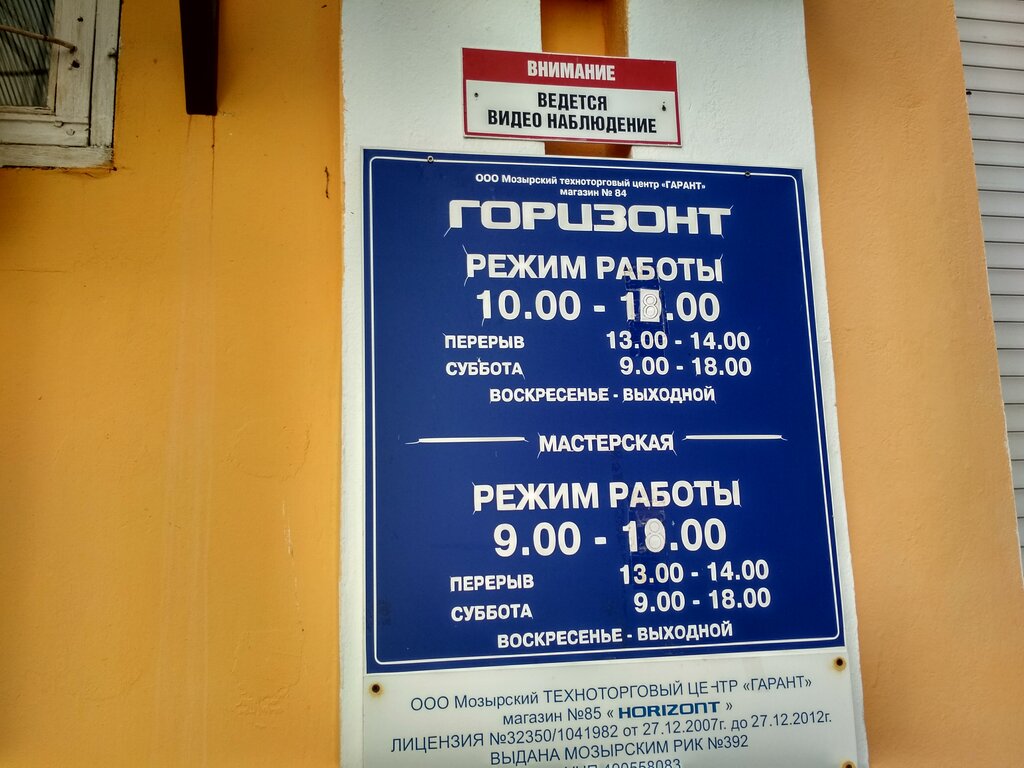 ВНИМАНИЕ
ВЕДЕТСЯ
ВИДЕО НАБЛЮДЕНИЕ
ООО Мозырский техноторговый центр «ГАРАНТ»
магазин № 84
ГОРИЗОНТ
РЕЖИМ РАБОТЫ
10.00 - 18.00
ПЕРЕРЫВ 13.00 - 14.00
СУББОТА 9.00 - 18.00
ВОСКРЕСЕНЬЕ - ВЫХОДНОЙ
МАСТЕРСКАЯ
РЕЖИМ РАБОТЫ
9.00 - 18.00
ПЕРЕРЫВ 13.00 - 14.00
СУББОТА 9.00 - 18.00
ВОСКРЕСЕНЬЕ - ВЫХОДНОЙ
ООО Мозырский ТЕХНОТОРГОВЫЙ ЦЕНТР «ГАРАНТ»
магазин №85 « HORIZONT »
ЛИЦЕНЗИЯ №32350/1041982 от 27.12.2007г. до 27.12.2012г.
ВЫДАНА МОЗЫРСКИМ РИК №392
УНП 400558083